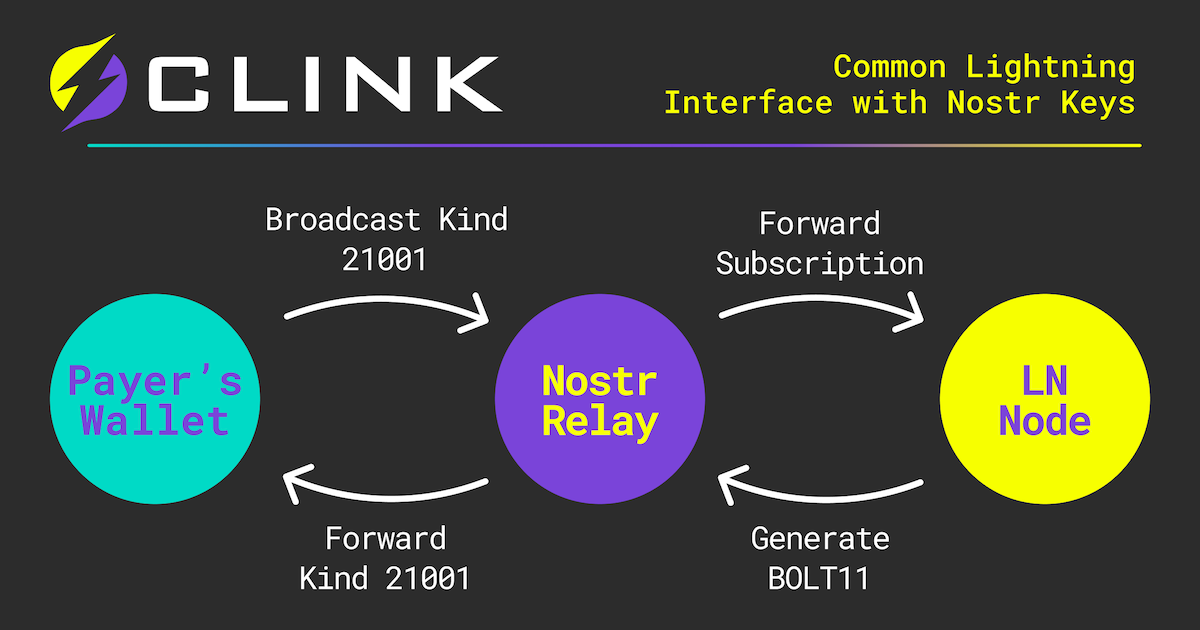 CLINK
Common Lightning
Interface with Nostr Keys
Broadcast Kind
21001
Forward
Subscription
Payer’s
Wallet
Nostr
Relay
LN
Node
Forward
Kind 21001
Generate
BOLT11